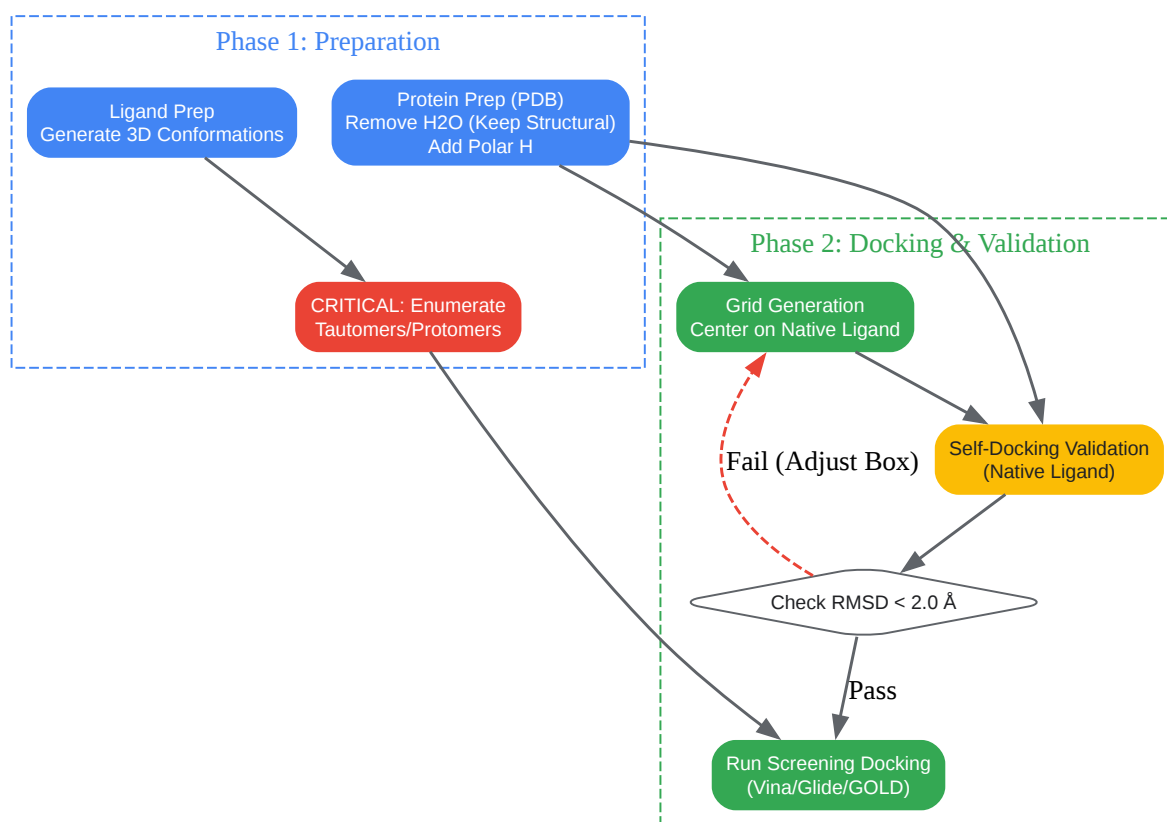 Phase 1: Preparation
Ligand Prep
Generate 3D Conformations
Protein Prep (PDB)
Remove H2O (Keep Structural)
Add Polar H
CRITICAL: Enumerate
Tautomers/Protomers
Phase 2: Docking & Validation
Grid Generation
Center on Native Ligand
Fail (Adjust Box)
Self-Docking Validation
(Native Ligand)
Check RMSD < 2.0 Å
Pass
Run Screening Docking
(Vina/Glide/GOLD)